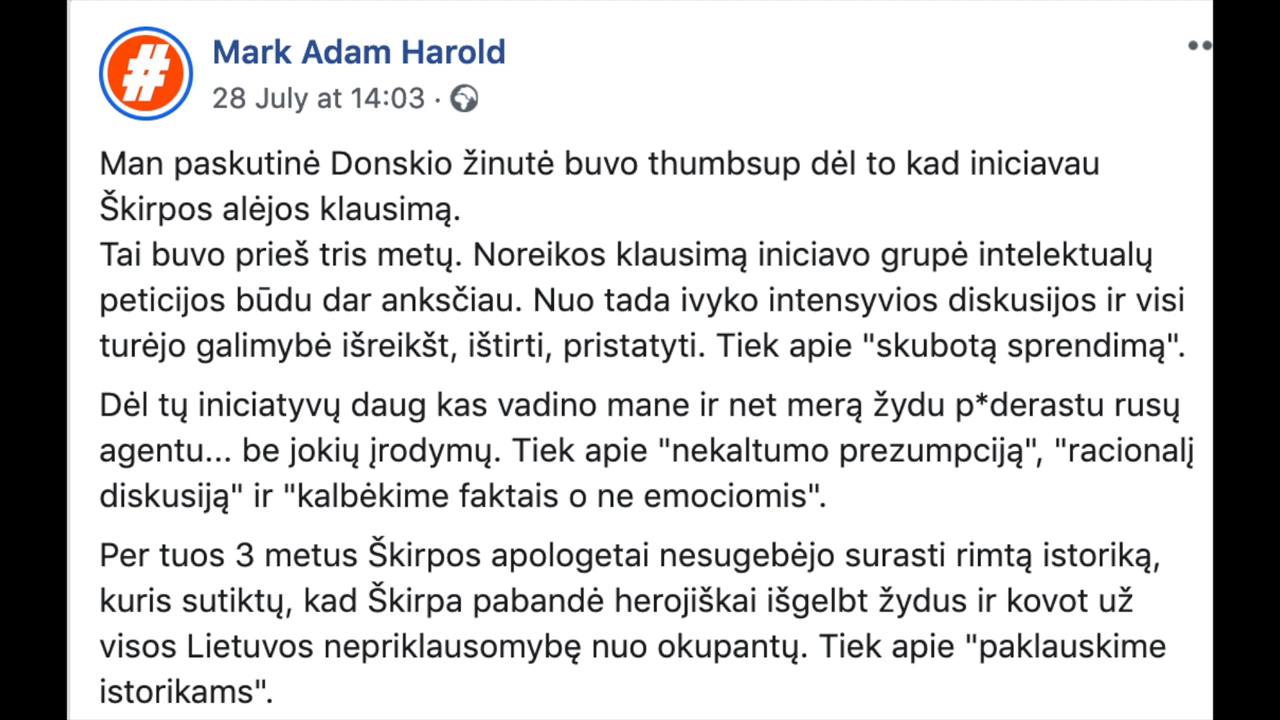 #
Mark Adam Harold
28 July at 14:03 ·
Man paskutinė Donskio žinutė buvo thumbsup dėl to kad iniciavau
Škirpos alėjos klausimą.
Tai buvo prieš tris metų. Noreikos klausimą iniciavo grupė intelektualų
peticijos būdu dar anksčiau. Nuo tada ivyko intensyvios diskusijos ir visi
turėjo galimybė išreikšt, ištirti, pristatyti. Tiek apie "skubotą sprendimą".
Dėl tų iniciatyvų daug kas vadino mane ir net merą žydu p*derastu rusų
agentu... be jokių įrodymų. Tiek apie "nekaltumo prezumpciją", "racionalį
diskusiją" ir "kalbėkime faktais o ne emociomis".
Per tuos 3 metus Škirpos apologetai nesugebėjo surasti rimtą istoriką,
kuris sutiktų, kad Škirpa pabandė herojiškai išgelbt žydus ir kovot už
visos Lietuvos nepriklausomybę nuo okupantų. Tiek apie "paklauskime
istorikams".